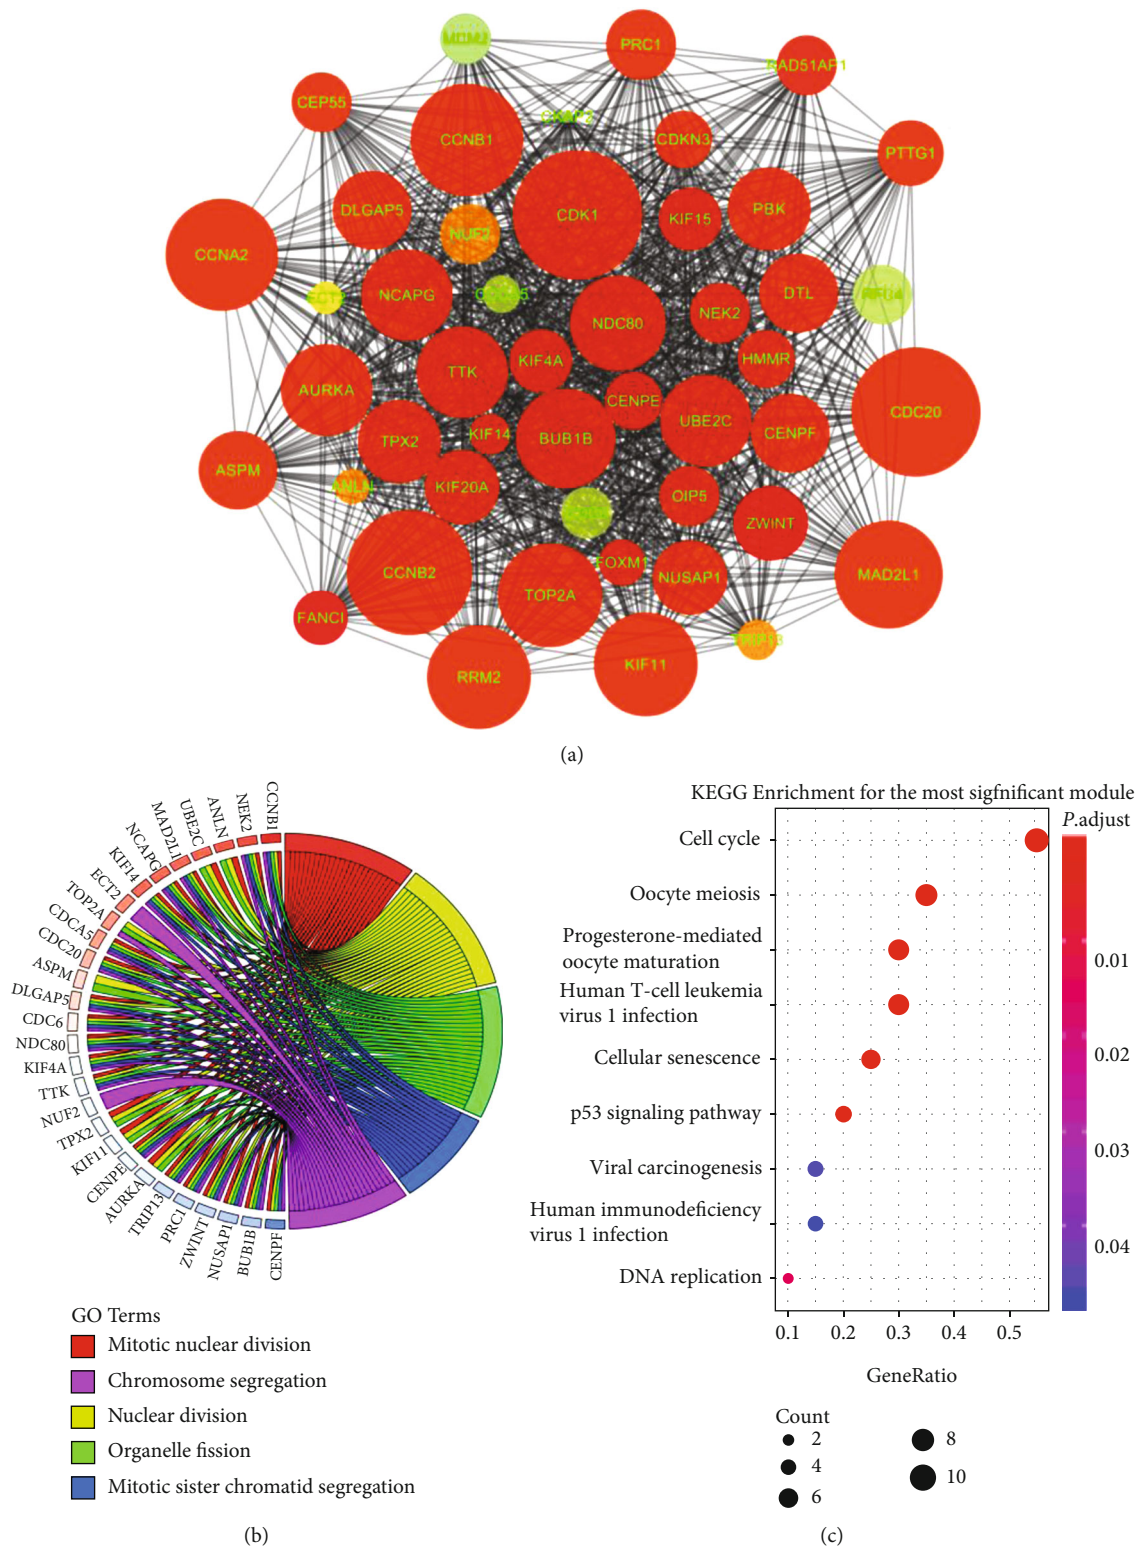 PRC1
RAD51AP1
CEP55
CCNB1
CDKN3
PTTG1
DLGAP5
CDK1
KIF15
PBK
NUF2
CCNA2
NCAPG
DTL
NDC80
NEK2
TTK
KIF4A
HMMR
AURKA
CENPE
CDC20
TPX2
KIF14
BUB1B
UBE2C
CENPF
ASPM
ANLN
KIF20A
OIP5
ZWINT
CCNB2
FOXM1
NUSAP1
MAD2L1
TOP2A
FANCI
TRIP13
RRM2
KIF11
(a)
CCNB1
NEK2
ANLN
UBE2C
MAD2L1
NCAPG
KIF14
ECT2
TOP2A
CDCA5
CDC20
ASPM
DLGAP5
CDC6
NDC80
KIF4A
TTK
NUF2
TPX2
KIF11
CENPE
AURKA
TRIP13
PRC1
ZWINT
NUSAP1
BUB1B
CENPF
GO Terms
Mitotic nuclear division
Chromosome segregation
Nuclear division
Organelle fission
Mitotic sister chromatid segregation
(b)
KEGG Enrichment for the most sigfnificant module
P.adjust
Cell cycle
Oocyte meiosis
Progesterone-mediated
oocyte maturation
Human T-cell leukemia
virus 1 infection
Cellular senescence
p53 signaling pathway
Viral carcinogenesis
Human immunodeficiency
virus 1 infection
DNA replication
0.01
0.02
0.03
0.04
0.1 0.2 0.3 0.4 0.5
GeneRatio
Count
2
4
6
8
10
(c)